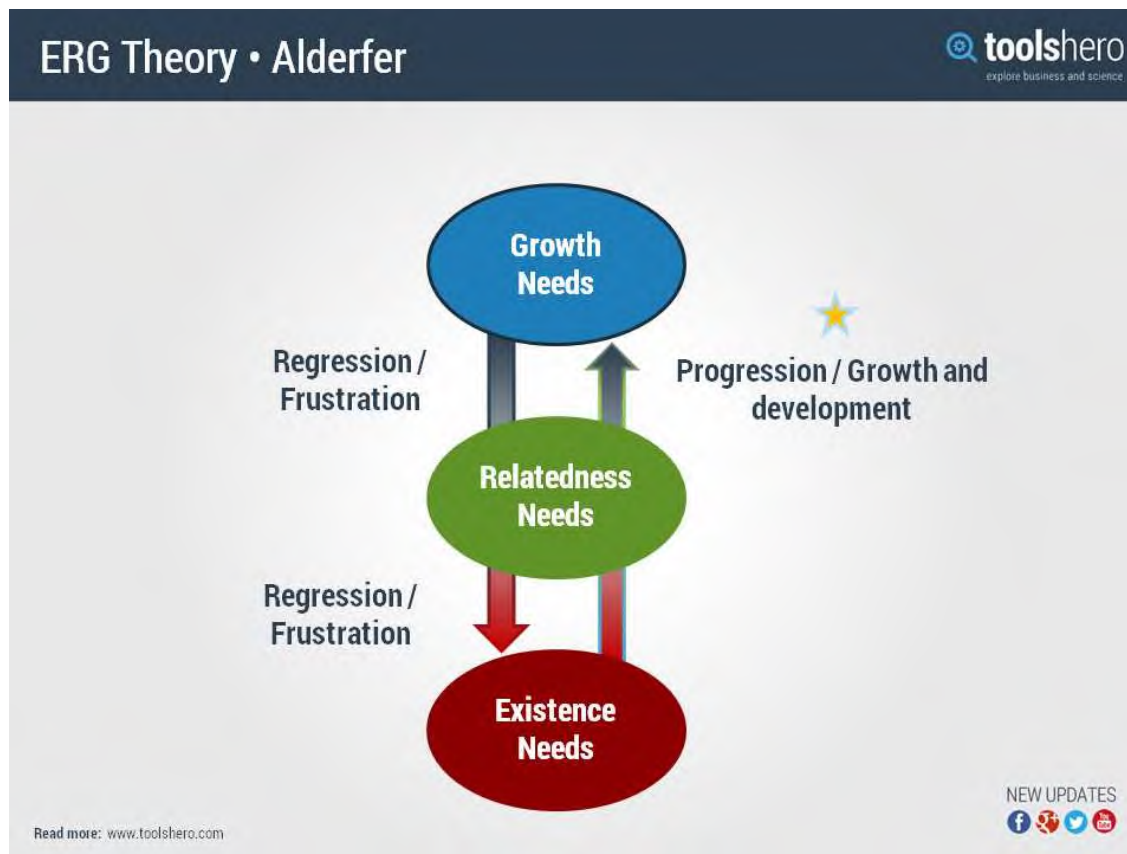 ERG Theory • Alderfer
toolshero
explore business and science
Growth
Needs
Regression /
Frustration
Progression / Growth and
development
Relatedness
Needs
Regression /
Frustration
Existence
Needs
NEW UPDATES
Read more: www.toolshero.com